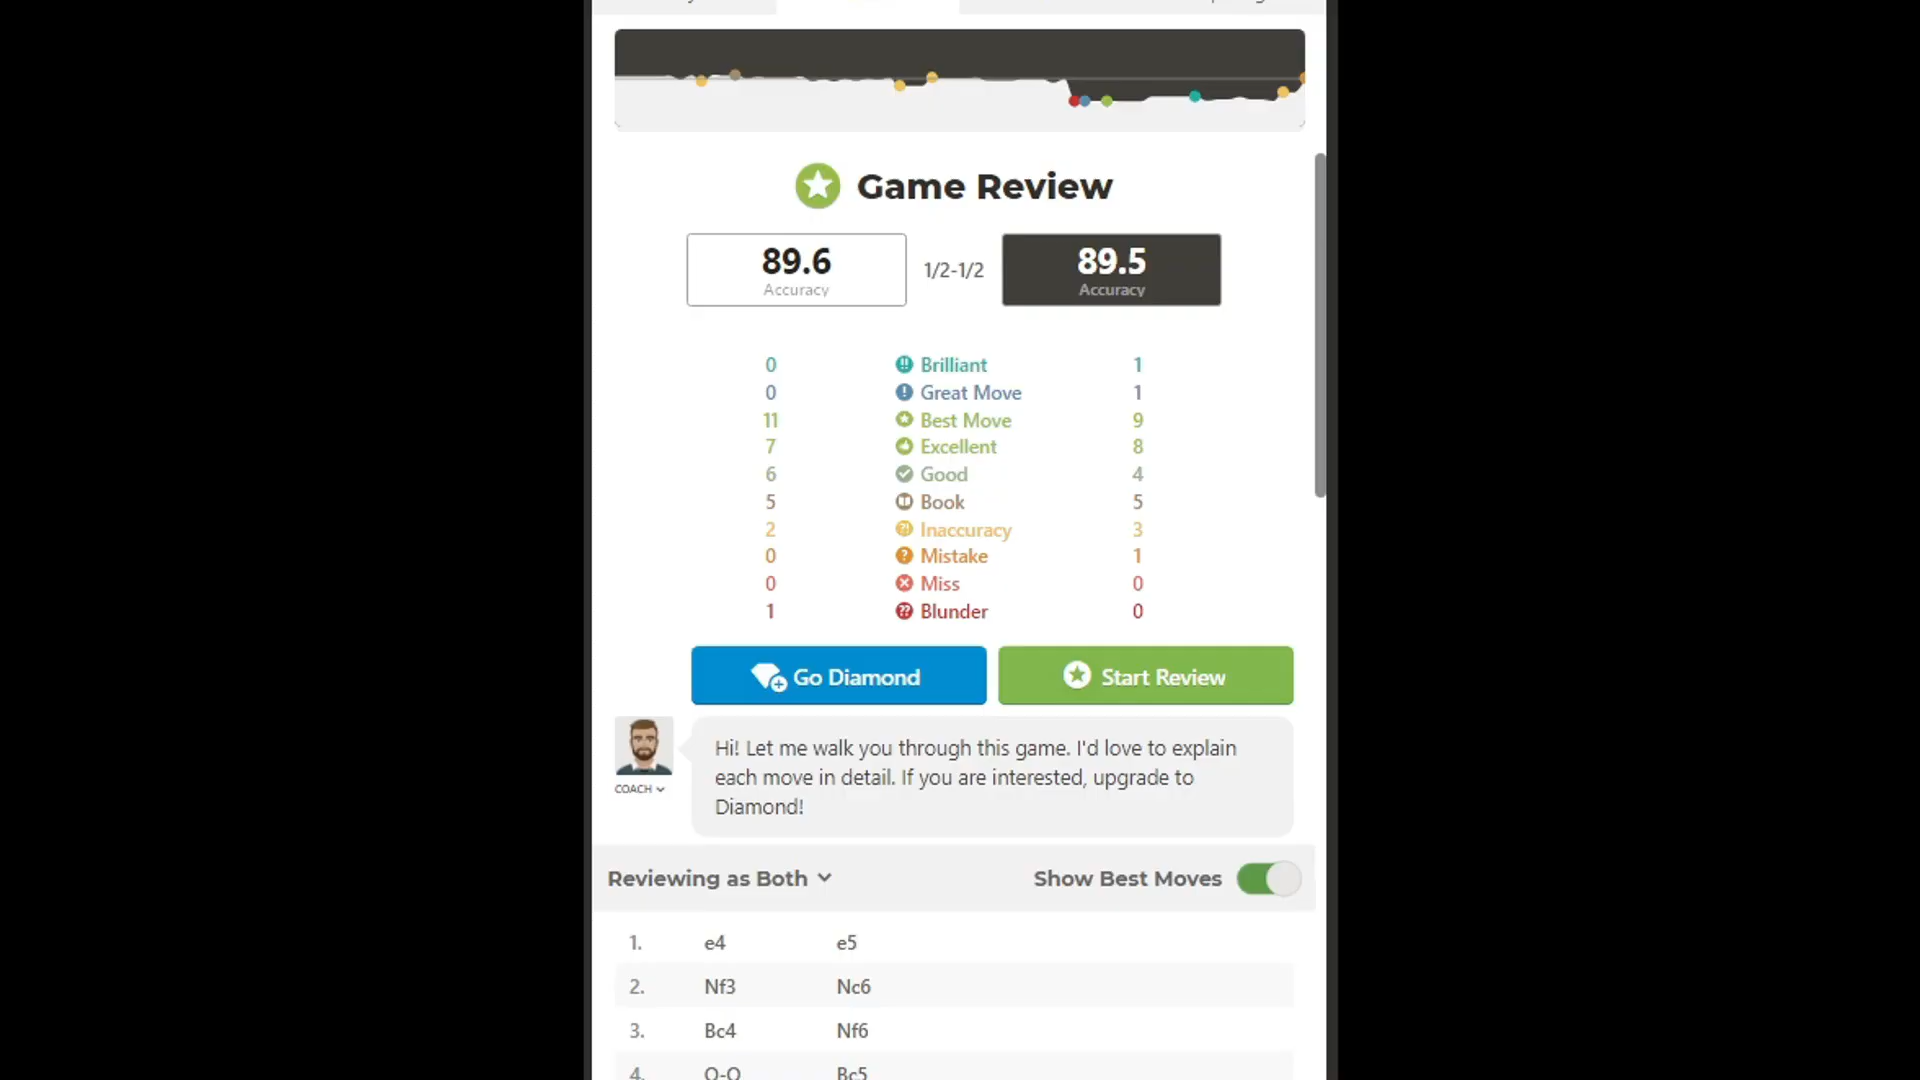 Game Review
89.6 1/2-1/2 89.5
Accuracy Accuracy
0 Brilliant 1
0 Great Move 1
11 Best Move 9
7 Excellent 8
6 Good 4
5 Book 5
2 Inaccuracy 3
0 Mistake 1
0 Miss 0
1 Blunder 0
Go Diamond Start Review
Hi! Let me walk you through this game. I'd love to explain
each move in detail. If you are interested, upgrade to
Diamond!
COACH
Reviewing as Both Show Best Moves
1. e4 e5
2. Nf3 Nc6
3. Bc4 Nf6
4. O-O Bc5